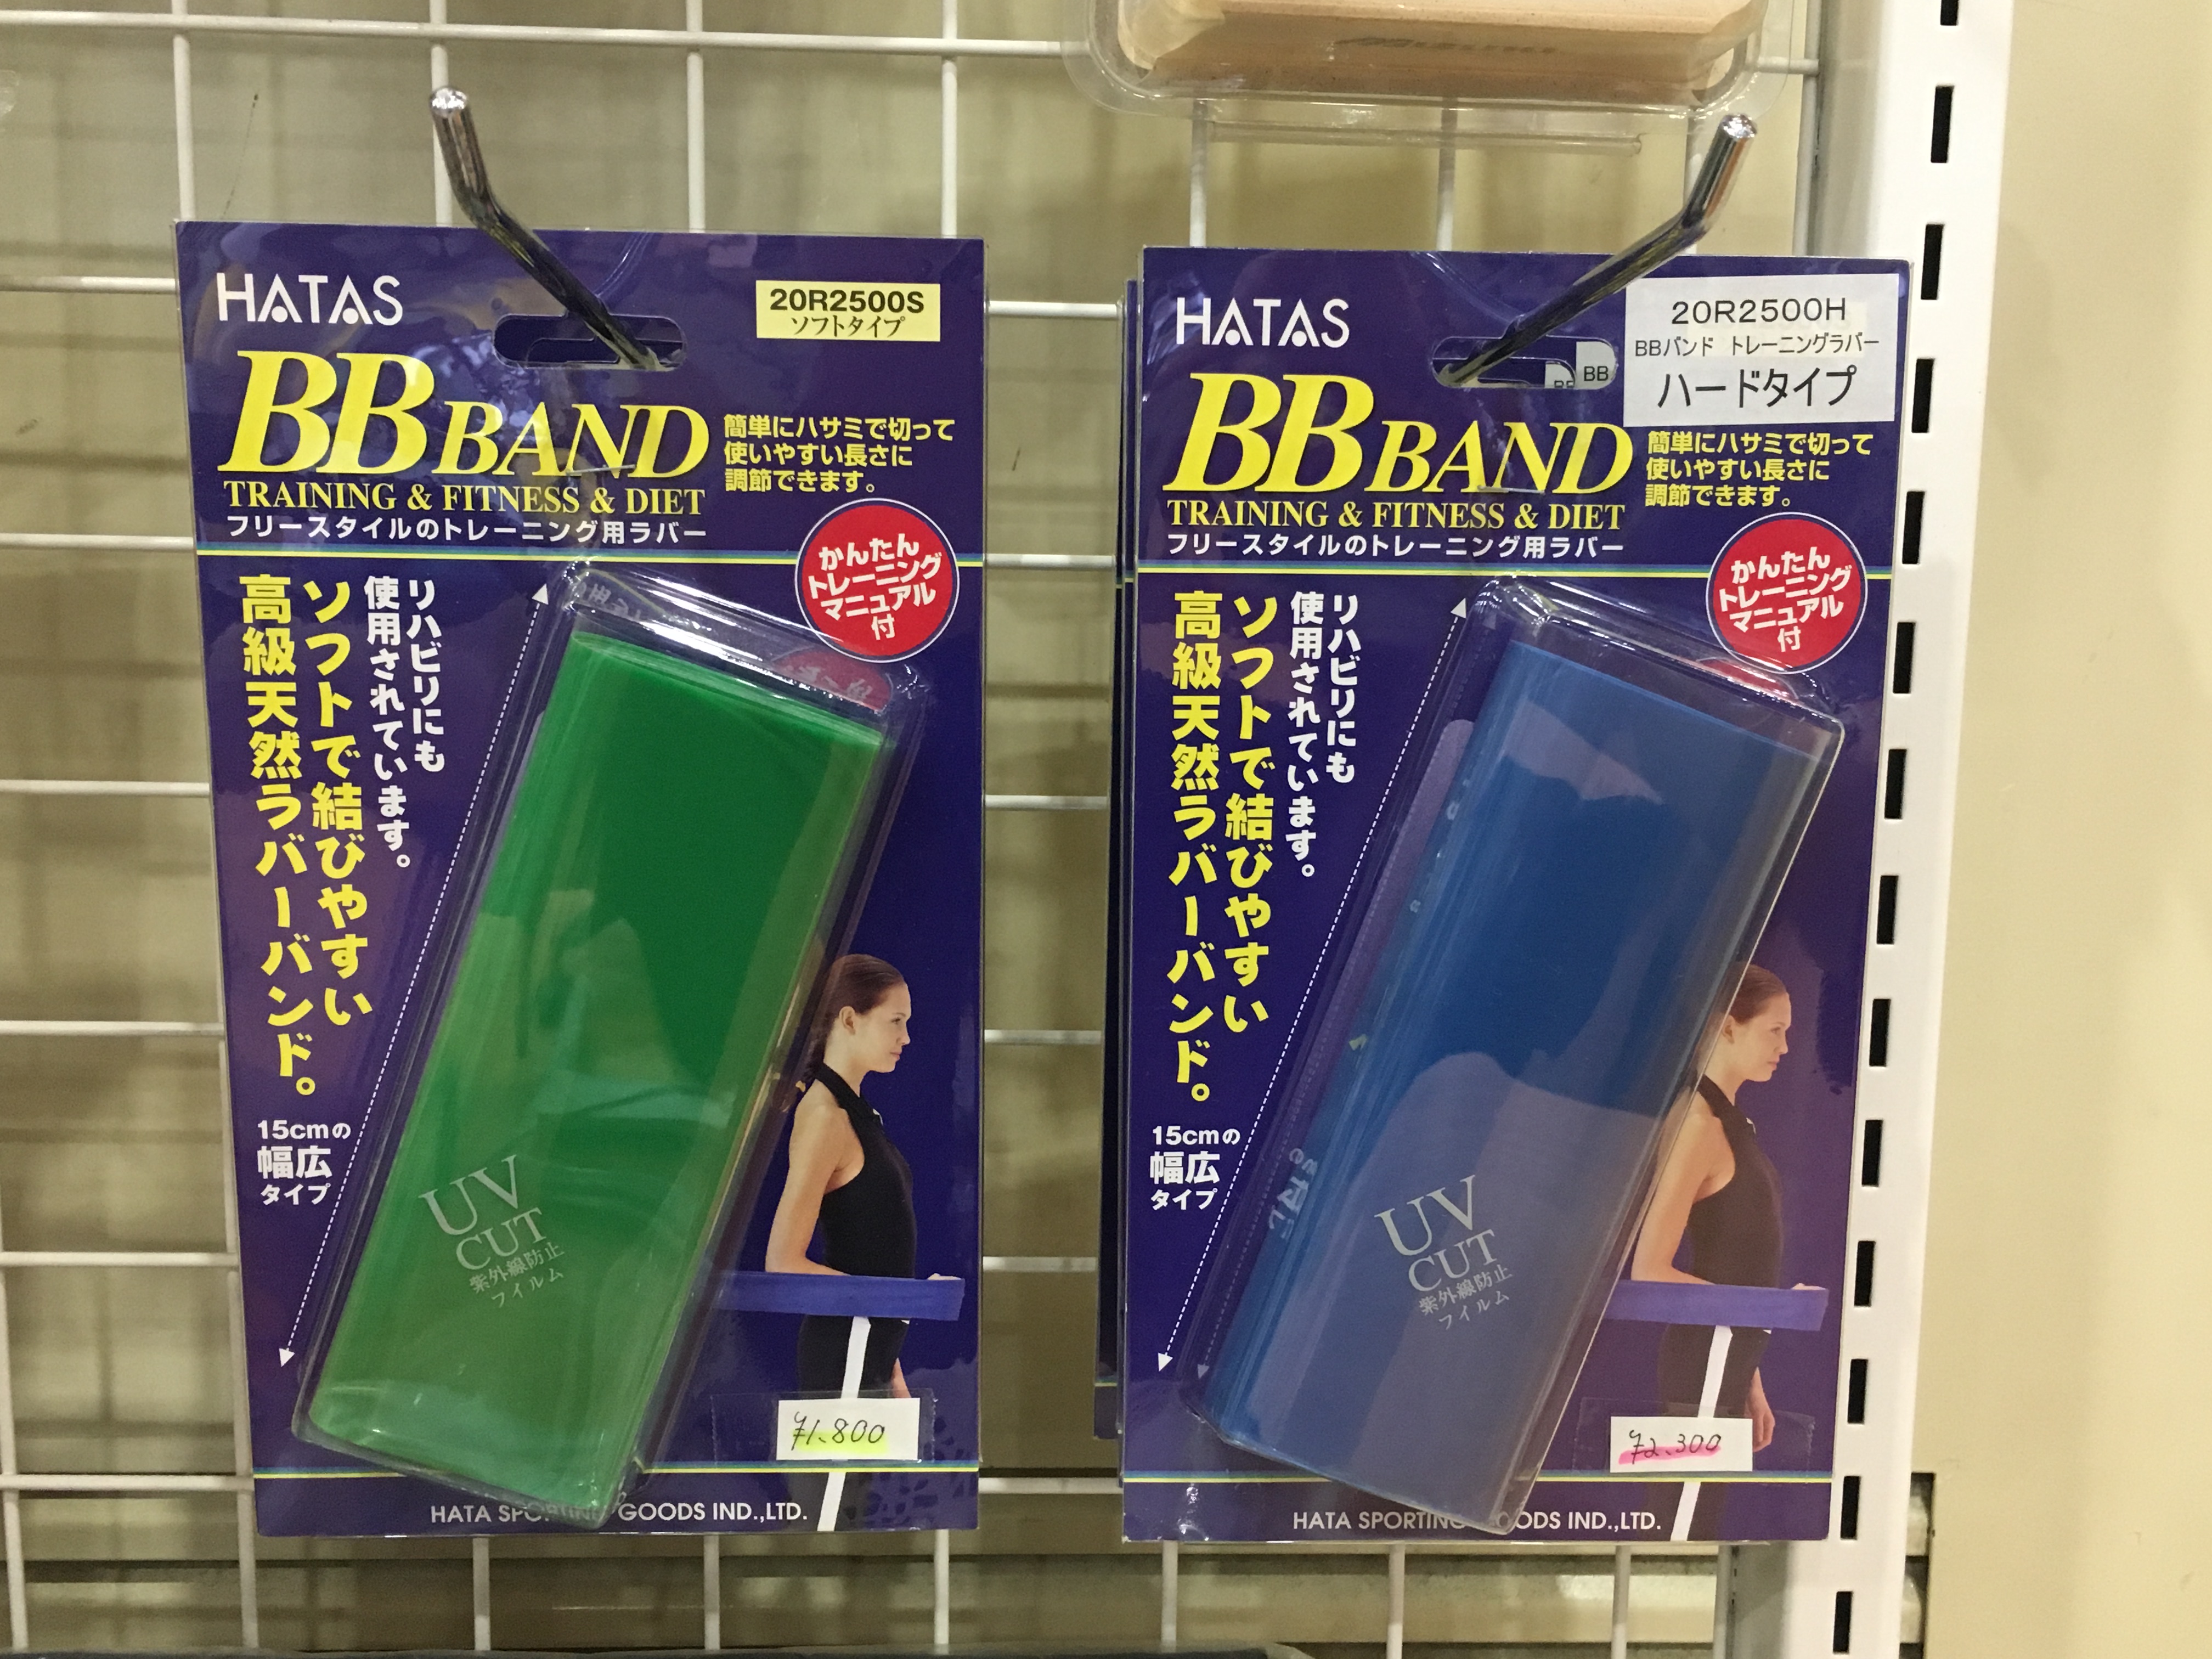 HATAS
20R2500S
ソフトタイプ
BB BAND
簡単にハサミで切って
使いやすい長さに
調節できます。
TRAINING & FITNESS & DIET
フリースタイルのトレーニング用ラバー
かんたん
トレーニング
マニュアル
付
リハビリにも
使用されています。
ソフトで結びやすい
高級天然ラバーバンド。
15cmの
幅広
タイプ
UV
CUT
紫外線防止
フィルム
¥1.800
HATA SPORTING GOODS IND.,LTD.
HATAS
20R2500H
BBバンド トレーニングラバー
ハードタイプ
BB
BB BAND
簡単にハサミで切って
使いやすい長さに
調節できます。
TRAINING & FITNESS & DIET
フリースタイルのトレーニング用ラバー
かんたん
トレーニング
マニュアル
付
リハビリにも
使用されています。
ソフトで結びやすい
高級天然ラバーバンド。
15cmの
幅広
タイプ
UV
CUT
紫外線防止
フィルム
¥2.300
HATA SPORTING GOODS IND.,LTD.